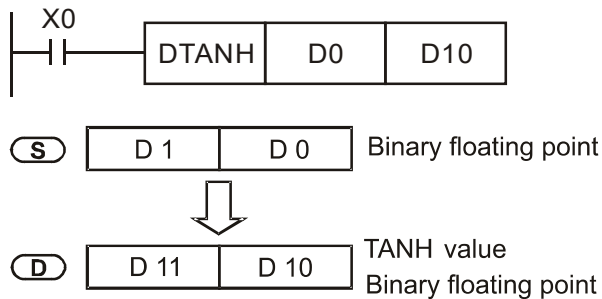 X0
DTANH D0 D10
S D 1 D 0 Binary floating point
D D 11 D 10 TANH value
Binary floating point